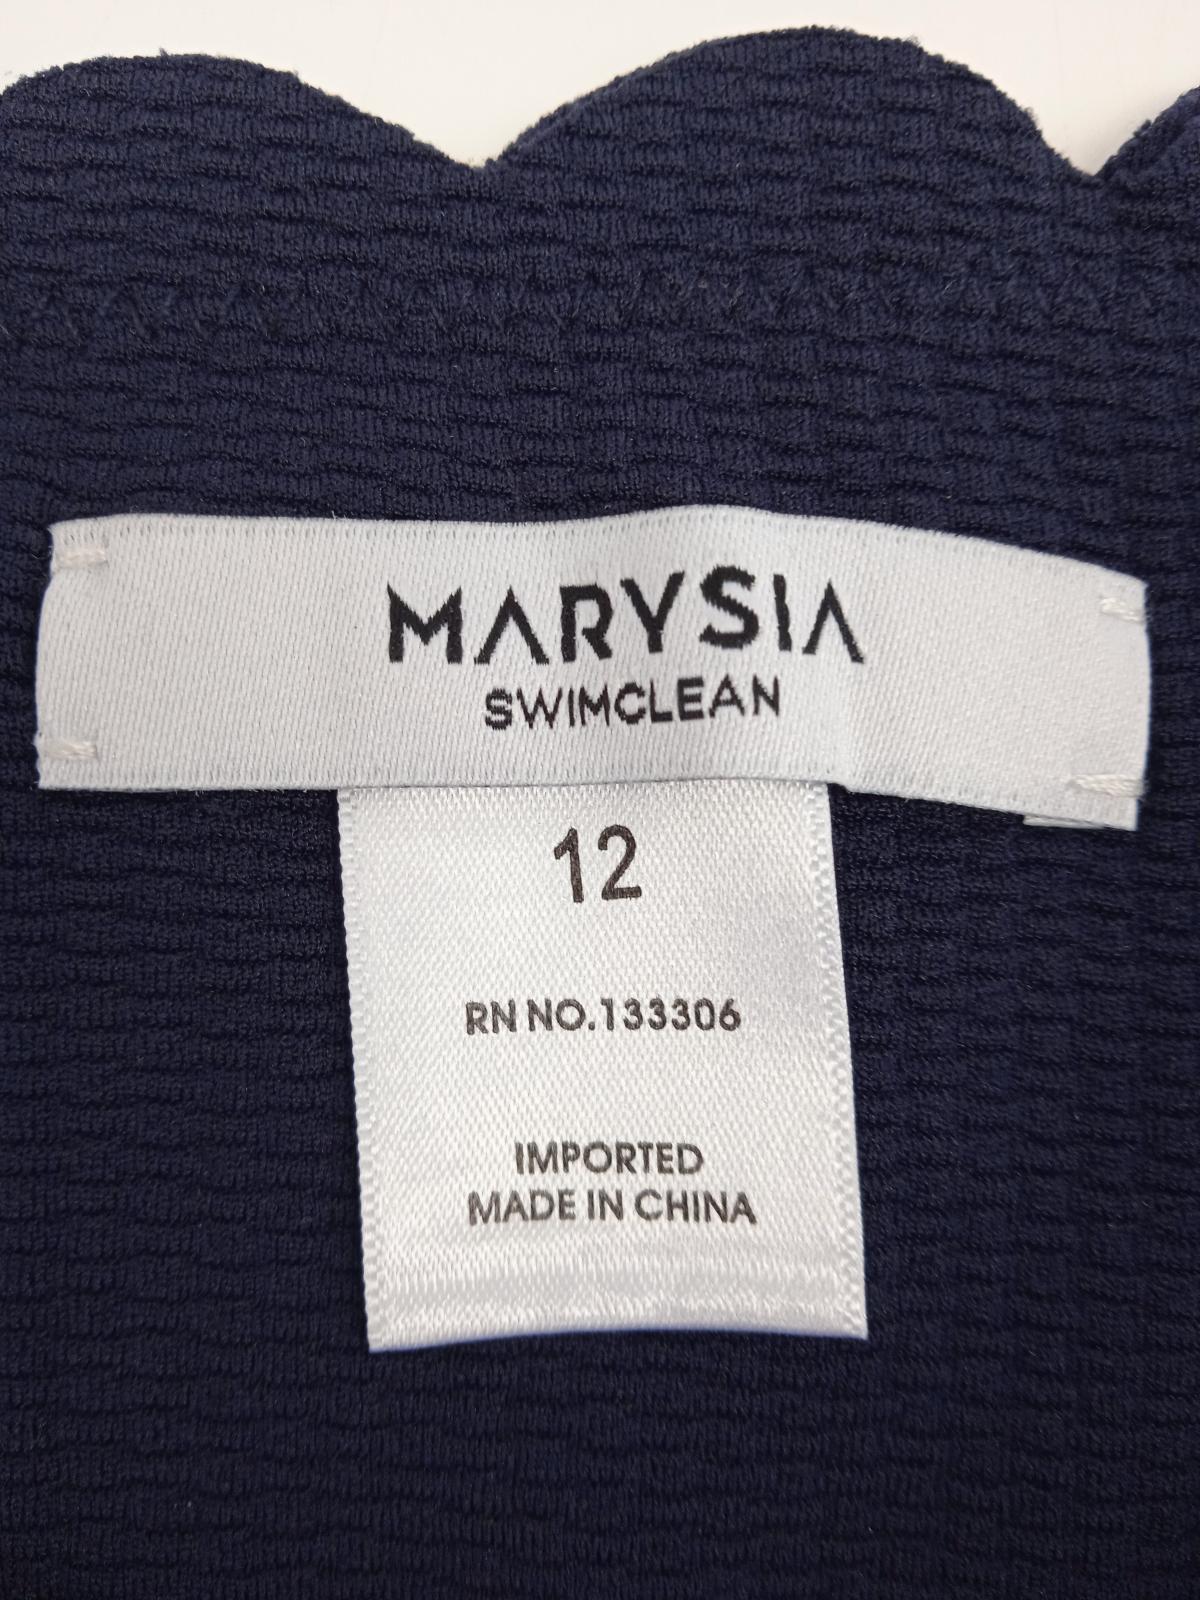 MARYSIA
SWIMCLEAN
12
RN NO.133306
IMPORTED
MADE IN CHINA